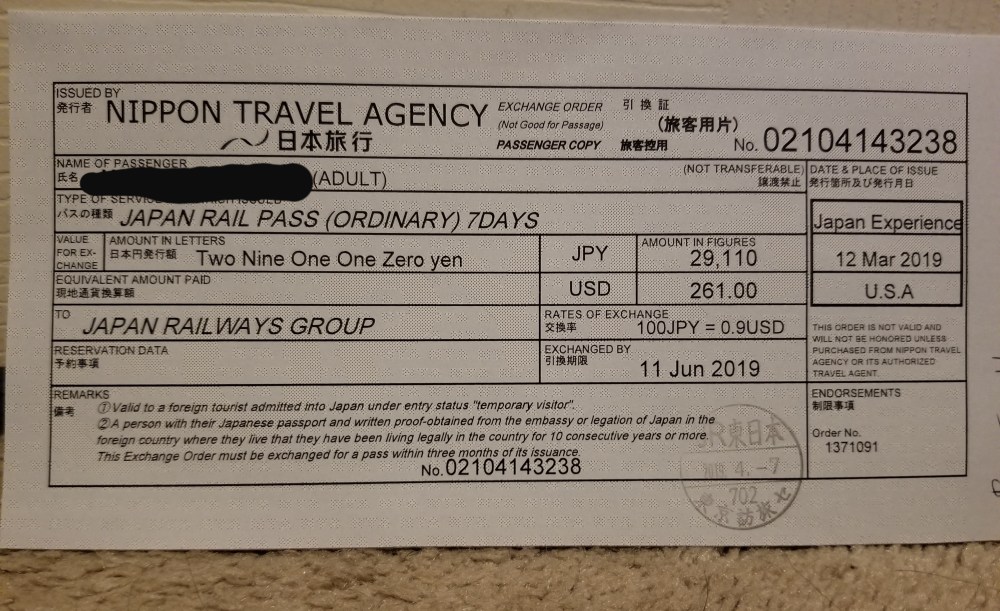 ISSUED BY
発行者 NIPPON TRAVEL AGENCY
日本旅行
EXCHANGE ORDER 引換証
(Not Good for Passage) (旅客用片)
PASSENGER COPY 旅客控用 No. 02104143238
NAME OF PASSENGER
氏名 (ADULT)
(NOT TRANSFERABLE)
譲渡禁止
DATE & PLACE OF ISSUE
発行箇所及び発行月日
Japan Experience
12 Mar 2019
U.S.A
TYPE OF
パスの種類 JAPAN RAIL PASS (ORDINARY) 7DAYS
VALUE
FOR EX-
CHANGE
AMOUNT IN LETTERS
日本円発行額 Two Nine One One Zero yen
JPY
AMOUNT IN FIGURES
29,110
EQUIVALENT AMOUNT PAID
現地通貨換算額
USD 261.00
TO
JAPAN RAILWAYS GROUP
RATES OF EXCHANGE
交換率 100JPY = 0.9USD
RESERVATION DATA
予約事項
EXCHANGED BY
引換期限 11 Jun 2019
THIS ORDER IS NOT VALID AND
WILL NOT BE HONORED UNLESS
PURCHASED FROM NIPPON TRAVEL
AGENCY OR ITS AUTHORIZED
TRAVEL AGENT.
REMARKS
備考 ①Valid to a foreign tourist admitted into Japan under entry status "temporary visitor".
②A person with their Japanese passport and written proof-obtained from the embassy or legation of Japan in the
foreign country where they live that they have been living legally in the country for 10 consecutive years or more.
This Exchange Order must be exchanged for a pass within three months of its issuance.
No.02104143238
ENDORSEMENTS
制限事項
Order No.
1371091
JR東日本
2019 4.-7
702